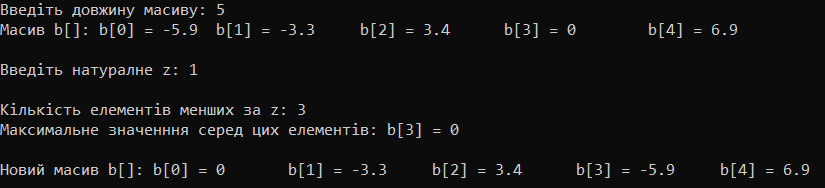 Введіть довжину масиву: 5
Масив b[]: b[0] = -5.9 b[1] = -3.3 b[2] = 3.4 b[3] = 0 b[4] = 6.9
Введіть натуралне z: 1
Кількість елементів менших за z: 3
Максимальне значенння серед цих елементів: b[3] = 0
Новий масив b[]: b[0] = 0 b[1] = -3.3 b[2] = 3.4 b[3] = -5.9 b[4] = 6.9